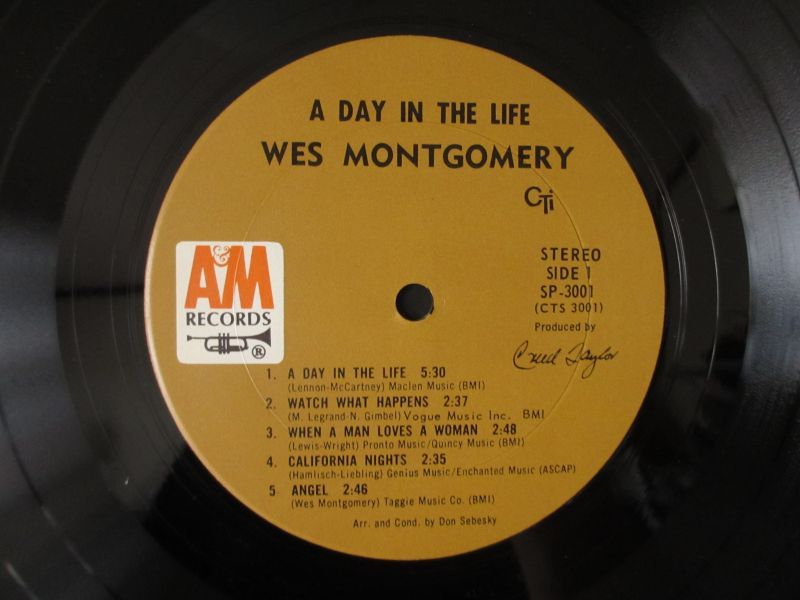 A DAY IN THE LIFE
WES MONTGOMERY
CTi
A&M
RECORDS
®
STEREO
SIDE 1
SP-3001
(CTS 3001)
Produced by
Creed Taylor
1. A DAY IN THE LIFE 5:30
(Lennon-McCartney) Maclen Music (BMI)
2. WATCH WHAT HAPPENS 2:37
(M. Legrand-N. Gimbel) Vogue Music Inc. BMI
3. WHEN A MAN LOVES A WOMAN 2:48
(Lewis-Wright) Pronto Music/Quincy Music (BMI)
4. CALIFORNIA NIGHTS 2:35
(Hamlisch-Liebling) Genius Music/Enchanted Music (ASCAP)
5 ANGEL 2:46
(Wes Montgomery) Taggie Music Co. (BMI)
Arr. and Cond. by Don Sebesky